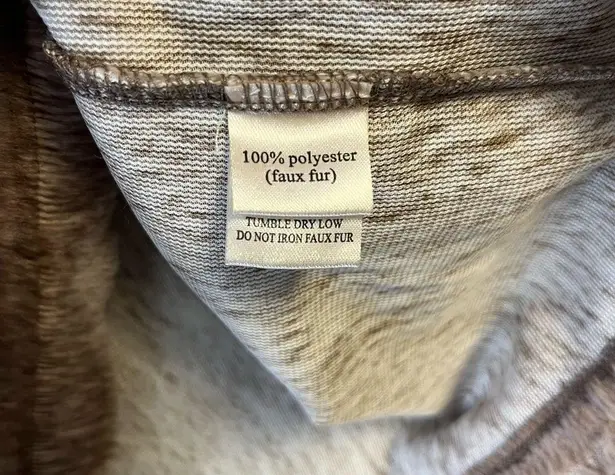 100% polyester
(faux fur)
TUMBLE DRY LOW
DO NOT IRON FAUX FUR